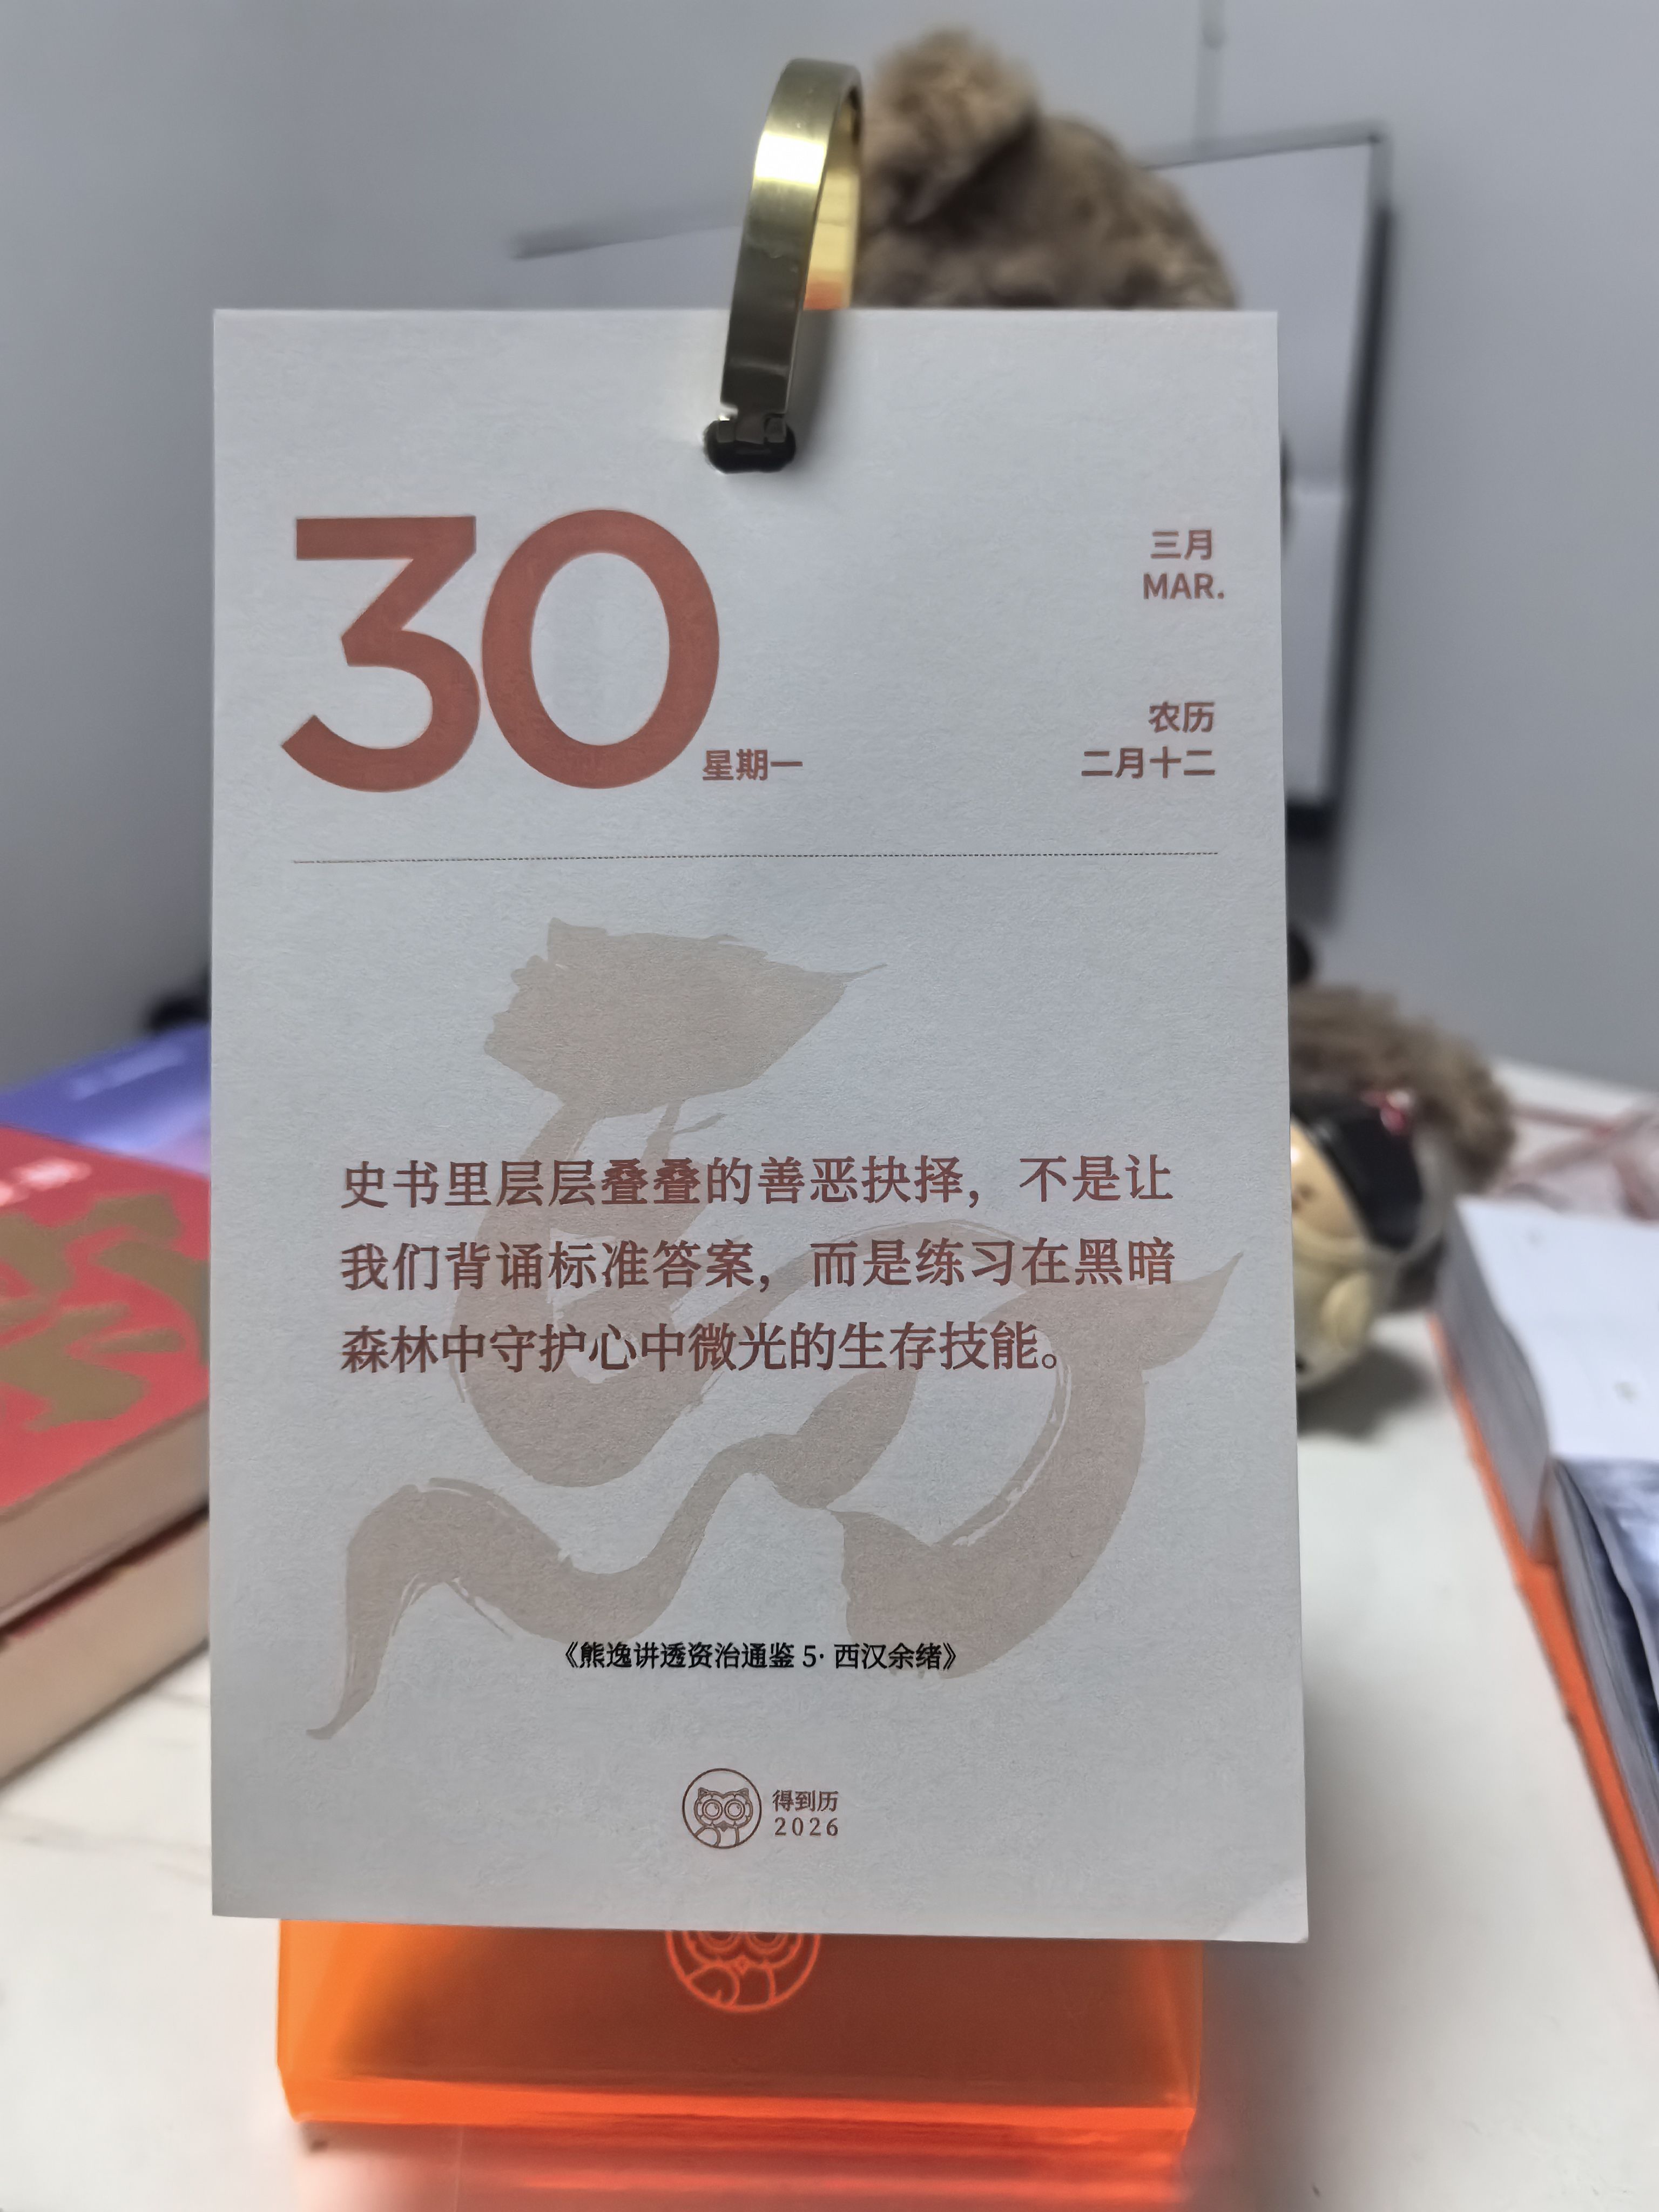 30
星期一
三月
MAR.
农历
二月十二
史书里层层叠叠的善恶抉择，不是让
我们背诵标准答案，而是练习在黑暗
森林中守护心中微光的生存技能。
《熊逸讲透资治通鉴 5· 西汉余绪》
得到历
2026